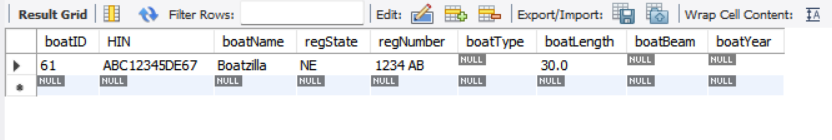 Result Grid Filter Rows: Edit: Export/Import: Wrap Cell Content: IA
boatID HIN boatName regState regNumber boatType boatLength boatBeam boatYear
61 ABC12345DE67 Boatzilla NE 1234 AB NULL 30.0 NULL NULL
NULL NULL NULL NULL NULL NULL NULL NULL NULL